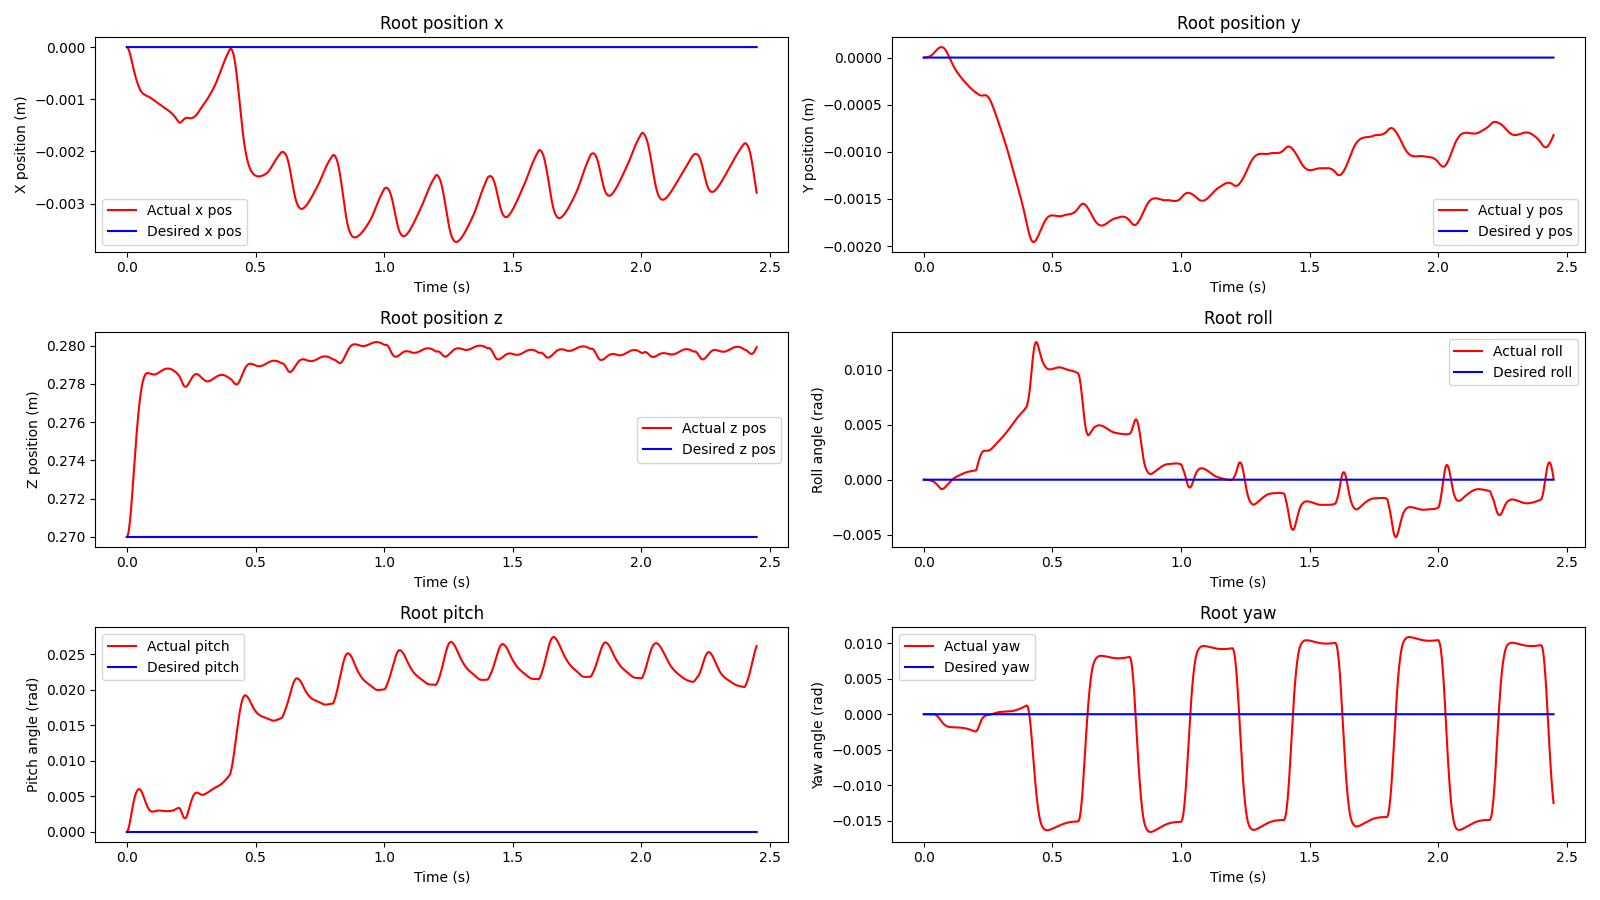 Root position x
0.000
−0.001
−0.002
−0.003
X position (m)
Actual x pos
Desired x pos
0.0 0.5 1.0 1.5 2.0 2.5
Time (s)
Root position y
0.0000
−0.0005
−0.0010
−0.0015
−0.0020
Y position (m)
Actual y pos
Desired y pos
0.0 0.5 1.0 1.5 2.0 2.5
Time (s)
Root position z
0.280
0.278
0.276
0.274
0.272
0.270
Z position (m)
Actual z pos
Desired z pos
0.0 0.5 1.0 1.5 2.0 2.5
Time (s)
Root roll
0.010
0.005
0.000
−0.005
Roll angle (rad)
Actual roll
Desired roll
0.0 0.5 1.0 1.5 2.0 2.5
Time (s)
Root pitch
0.025
0.020
0.015
0.010
0.005
0.000
Pitch angle (rad)
Actual pitch
Desired pitch
0.0 0.5 1.0 1.5 2.0 2.5
Time (s)
Root yaw
0.010
0.005
0.000
−0.005
−0.010
−0.015
Yaw angle (rad)
Actual yaw
Desired yaw
0.0 0.5 1.0 1.5 2.0 2.5
Time (s)